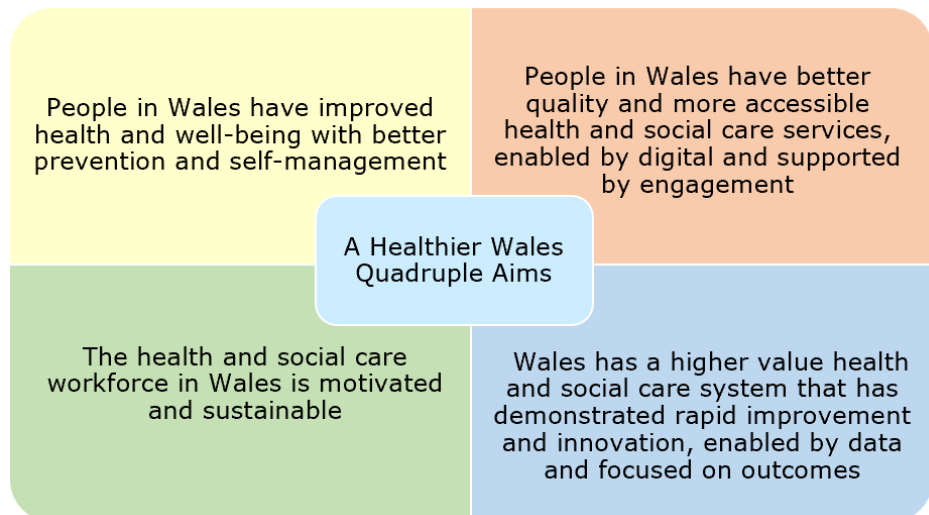 People in Wales have improved
health and well-being with better
prevention and self-management
People in Wales have better
quality and more accessible
health and social care services,
enabled by digital and supported
by engagement
A Healthier Wales
Quadruple Aims
The health and social care
workforce in Wales is motivated
and sustainable
Wales has a higher value health
and social care system that has
demonstrated rapid improvement
and innovation, enabled by data
and focused on outcomes